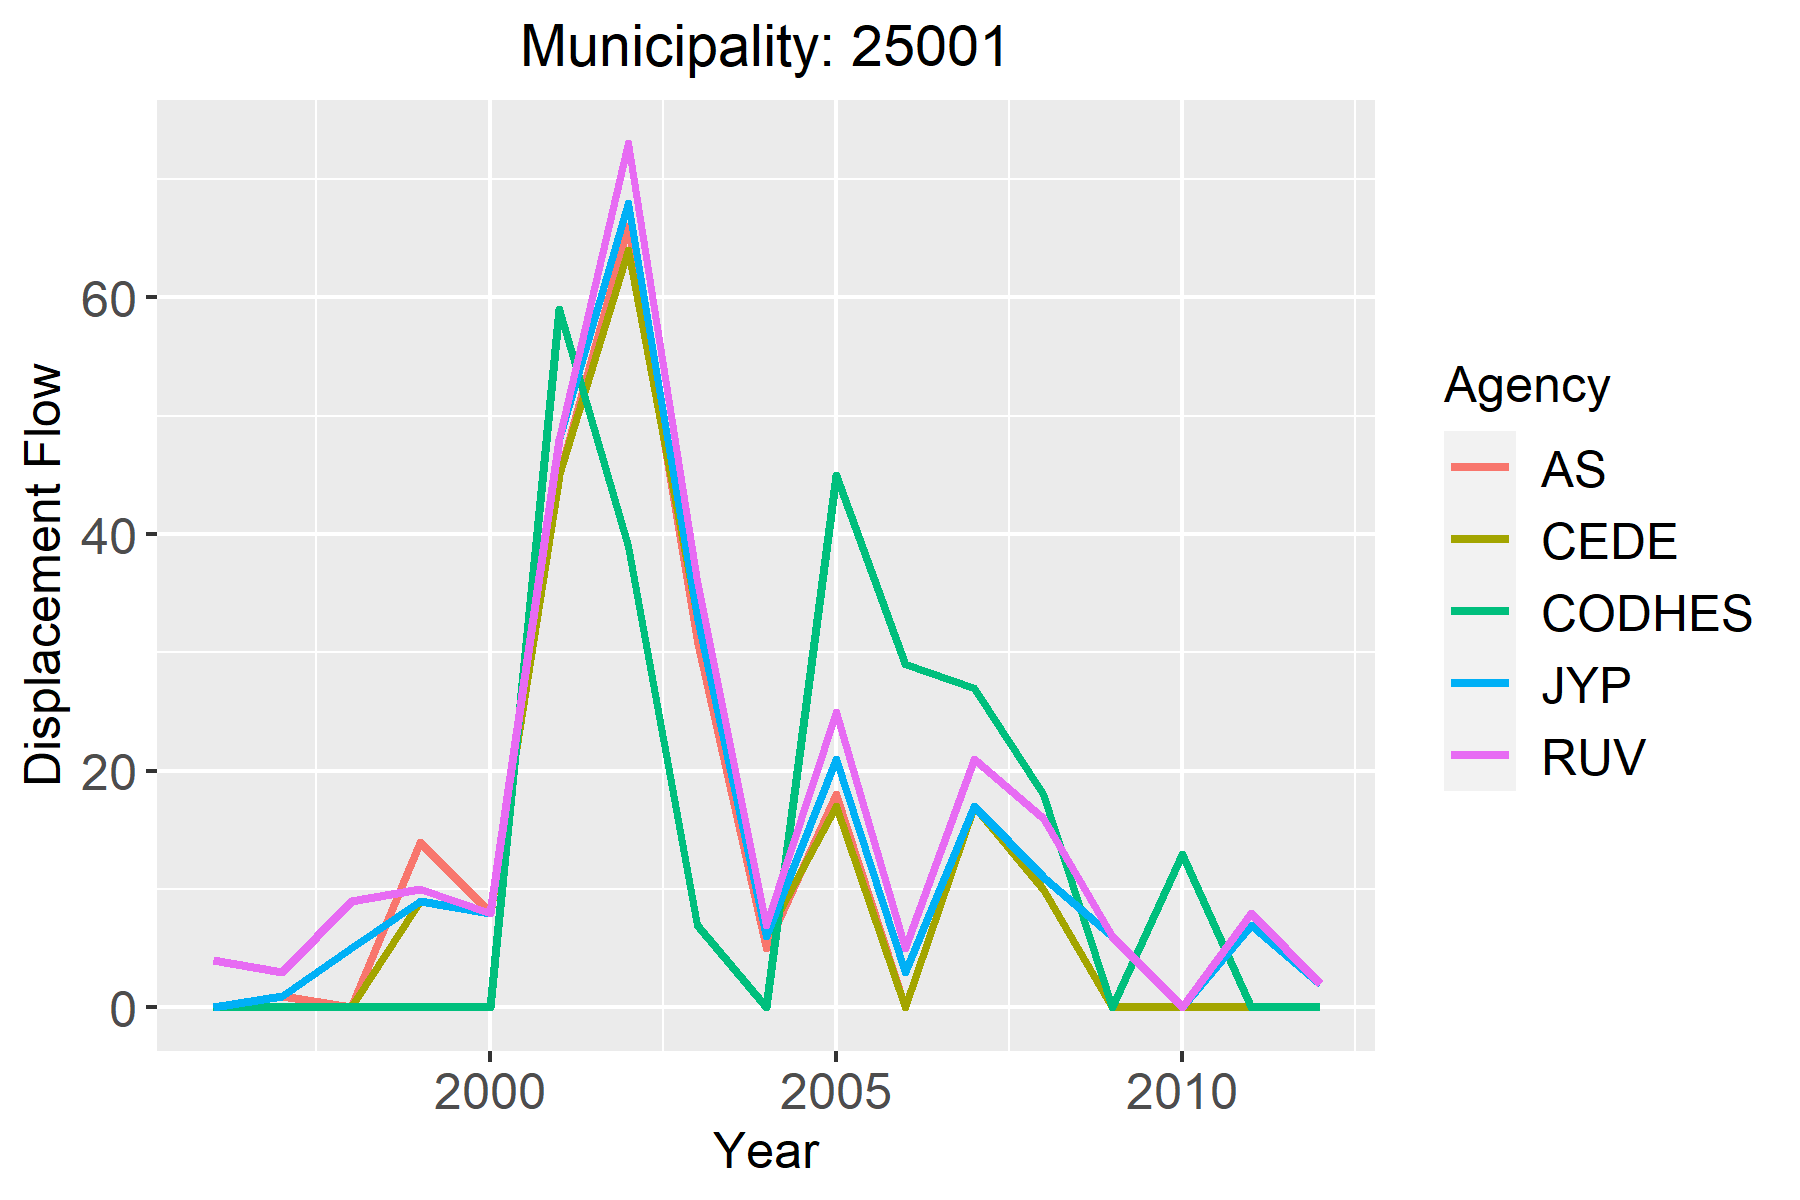 Municipality: 25001
Displacement Flow
60
40
20
0
2000 2005 2010
Year
Agency
AS
CEDE
CODHES
JYP
RUV